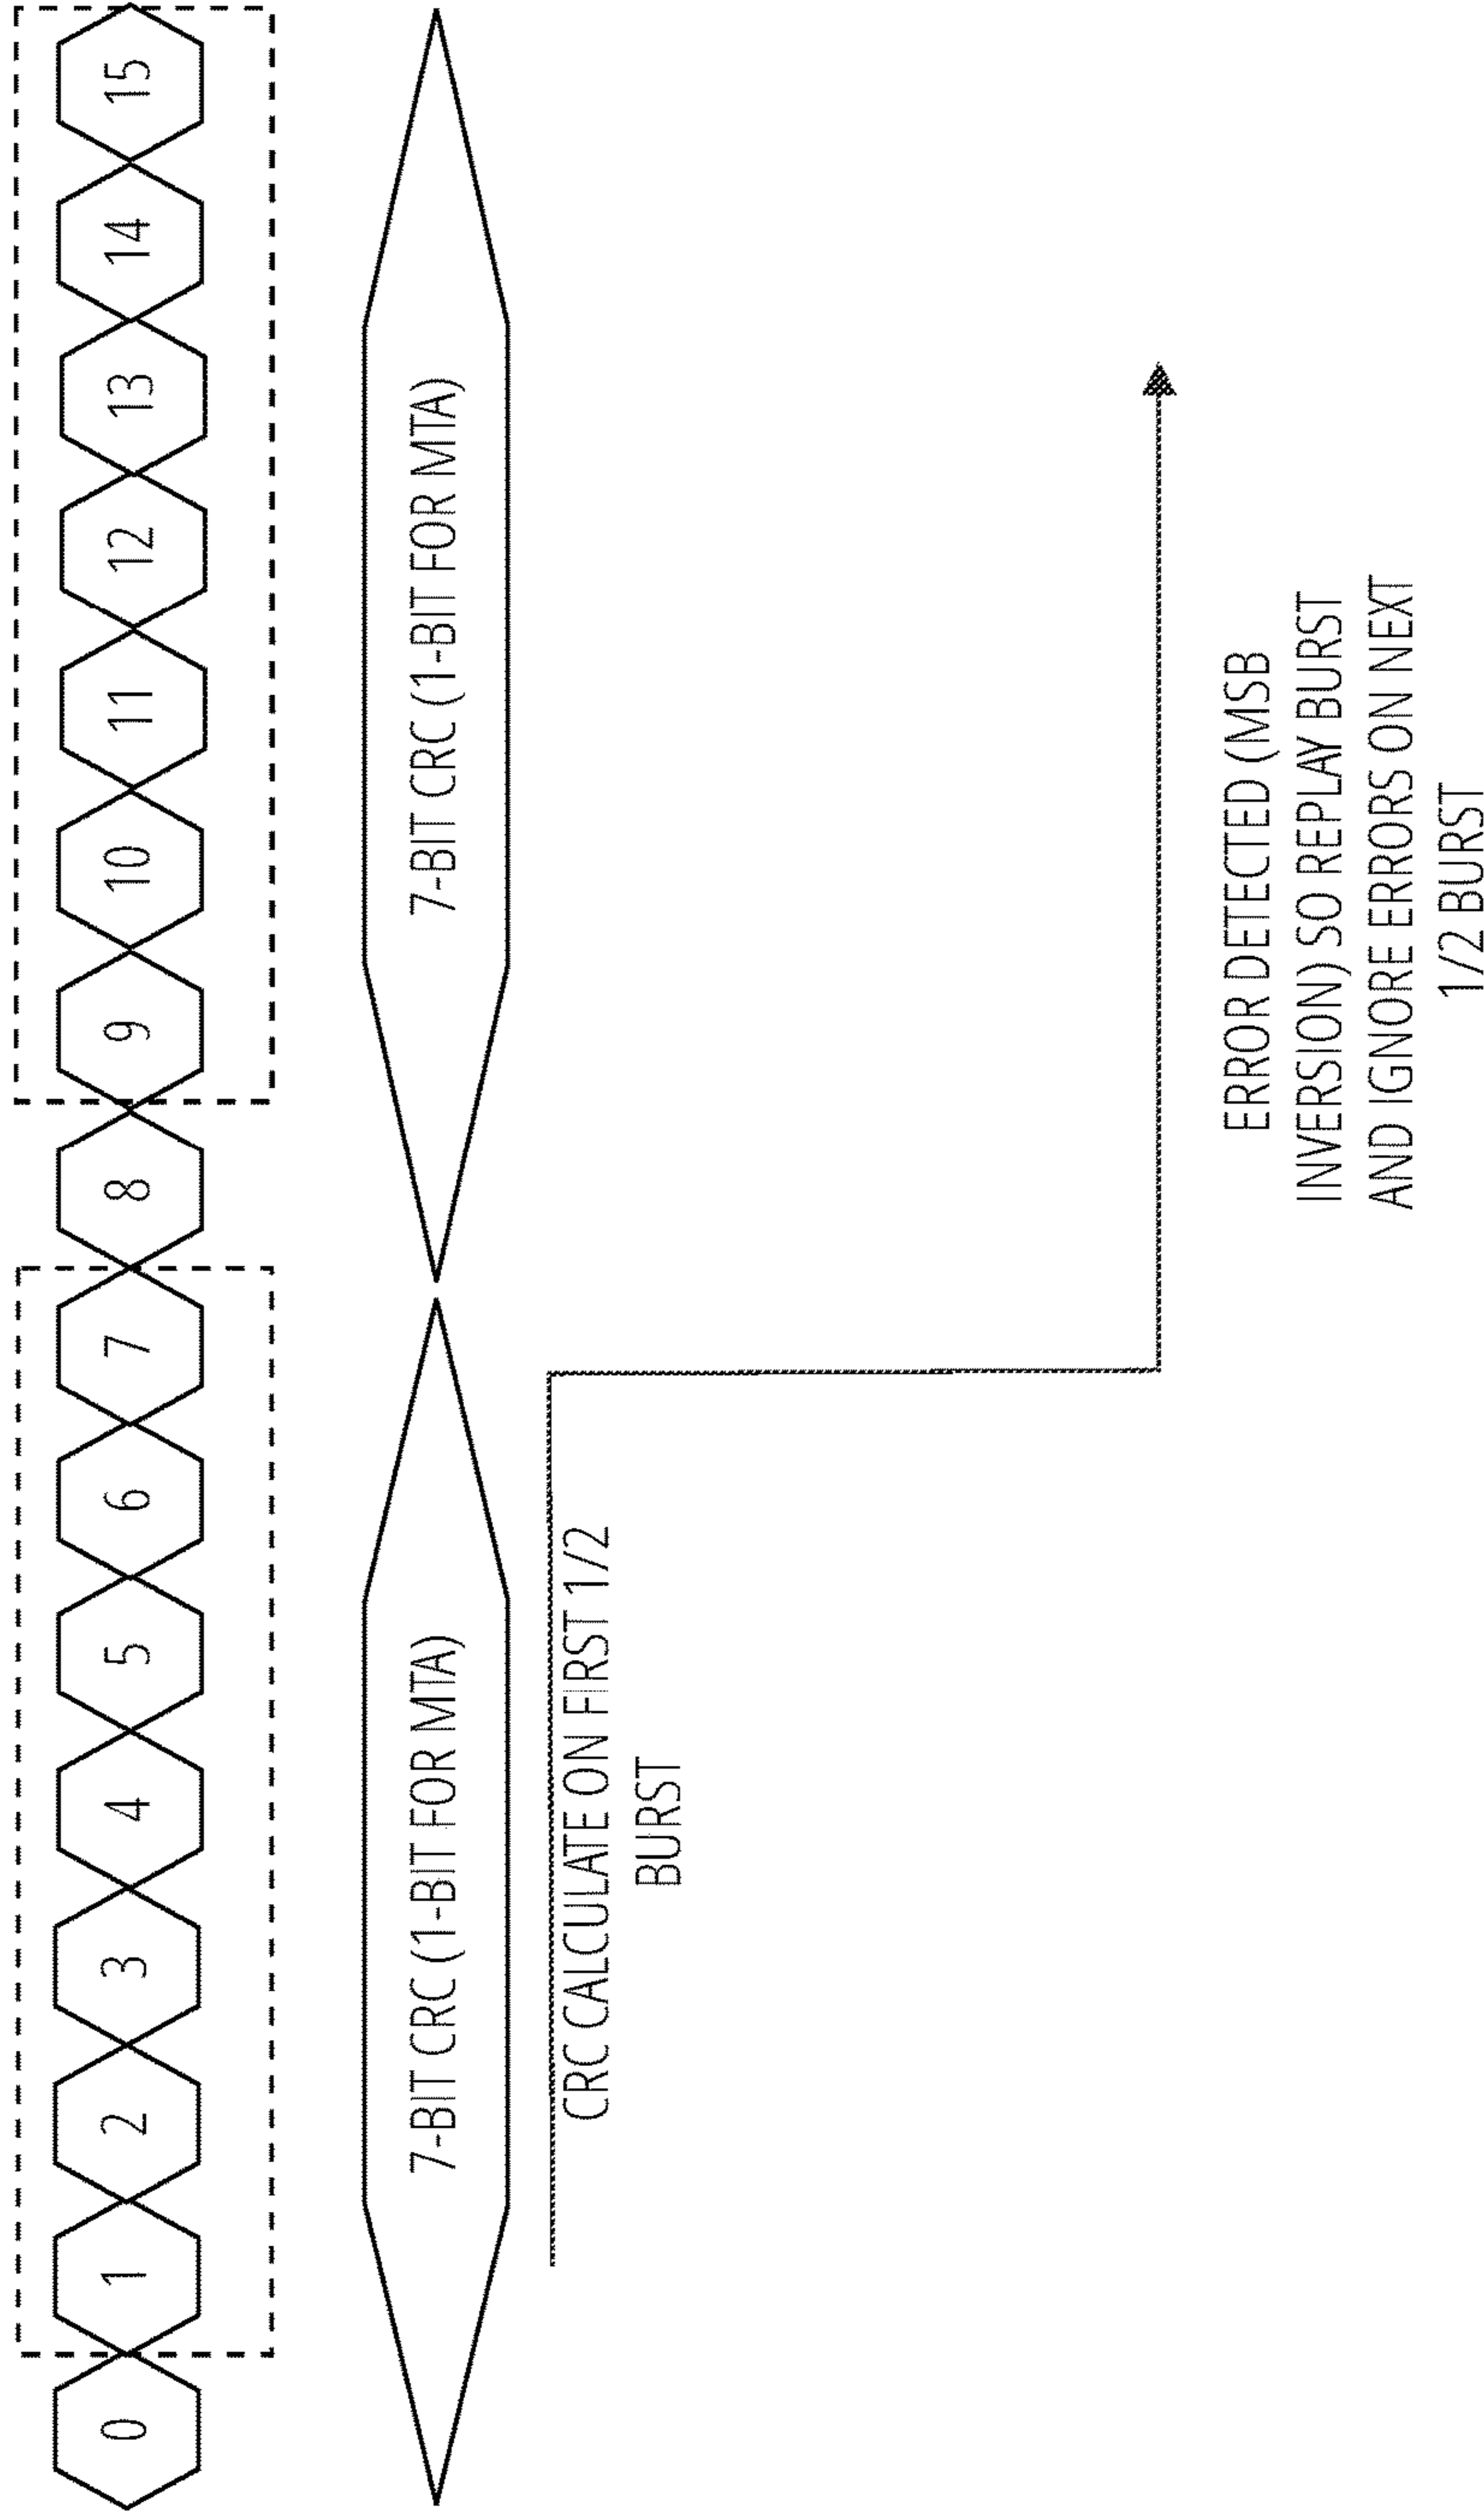 0 1 2 3 4 5 6 7 8 9 10 11 12 13 14 15
7-BIT CRC (1-BIT FOR MTA) 7-BIT CRC (1-BIT FOR MTA)
CRC CALCULATE ON FIRST 1/2
BURST
ERROR DETECTED (MSB
INVERSION) SO REPLAY BURST
AND IGNORE ERRORS ON NEXT
1/2 BURST